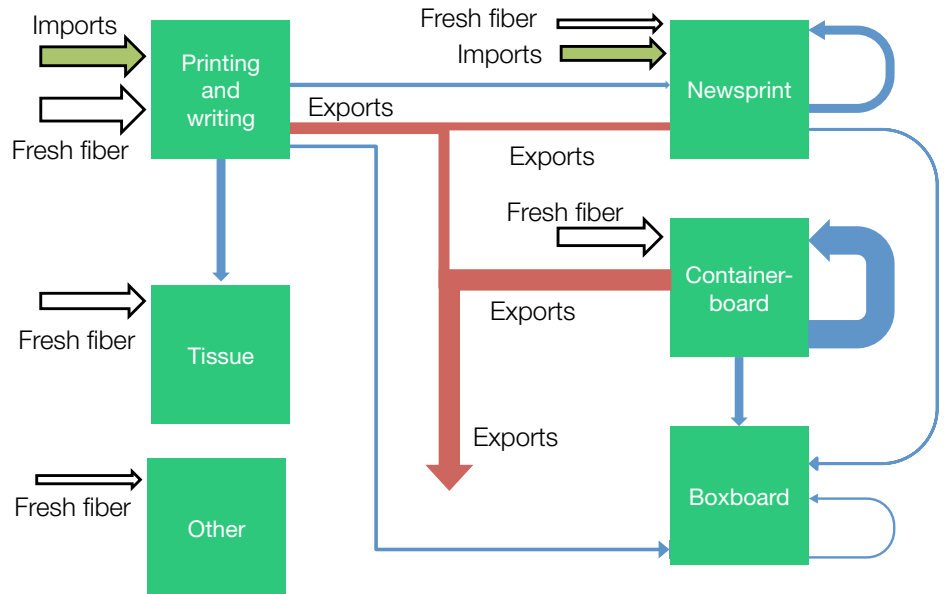 Imports
Printing
and
writing
Fresh fiber
Fresh fiber
Imports
Newsprint
Exports
Exports
Fresh fiber
Container-
board
Exports
Fresh fiber
Tissue
Exports
Fresh fiber
Other
Boxboard